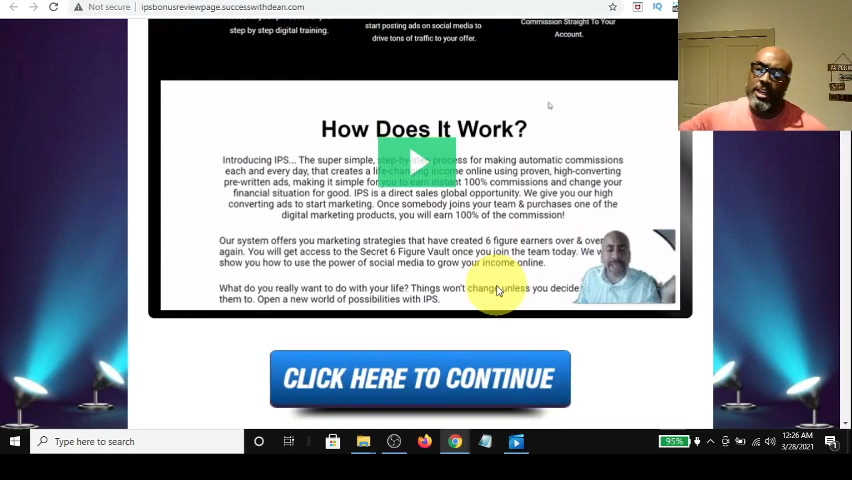 Not secure
ipsbonusreviewpage.successwithdean.com
step by step digital training.
start posting ads on social media to
drive tons of traffic to your offer.
Commission Straight To Your
Account.
How Does It Work?
Introducing IPS... The super simple, step-by-step process for making automatic commissions
each and every day, that creates a life-changing income online using proven, high-converting
pre-written ads, making it simple for you to earn instant 100% commissions and change your
financial situation for good. IPS is a direct sales global opportunity. We give you our high
converting ads to start marketing. Once somebody joins your team & purchases one of the
digital marketing products, you will earn 100% of the commission!
Our system offers you marketing strategies that have created 6 figure earners over & over
again. You will get access to the Secret 6 Figure Vault once you join the team today. We
show you how to use the power of social media to grow your income online.
What do you really want to do with your life? Things won't change unless you decide
them to. Open a new world of possibilities with IPS.
CLICK HERE TO CONTINUE
Type here to search
95%
12:26 AM
3/28/2021